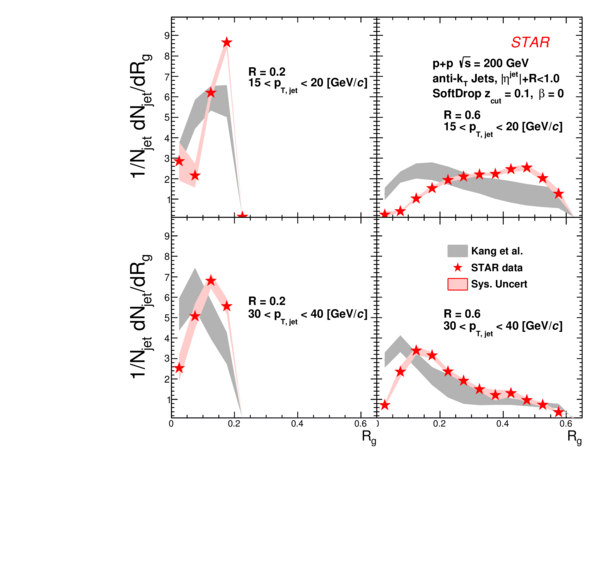 STAR
p+p √s = 200 GeV
anti-k_T Jets, |η^jet|+R<1.0
SoftDrop z_cut = 0.1, β = 0
R = 0.2
15 < p_T, jet < 20 [GeV/c]
R = 0.6
15 < p_T, jet < 20 [GeV/c]
1/N_jet dN_jet/dR_g
9
8
7
6
5
4
3
2
1
Kang et al.
STAR data
Sys. Uncert
R = 0.2
30 < p_T, jet < 40 [GeV/c]
R = 0.6
30 < p_T, jet < 40 [GeV/c]
1/N_jet dN_jet/dR_g
9
8
7
6
5
4
3
2
1
0 0.2 0.4 0.6 0 0.2 0.4 0.6
R_g R_g